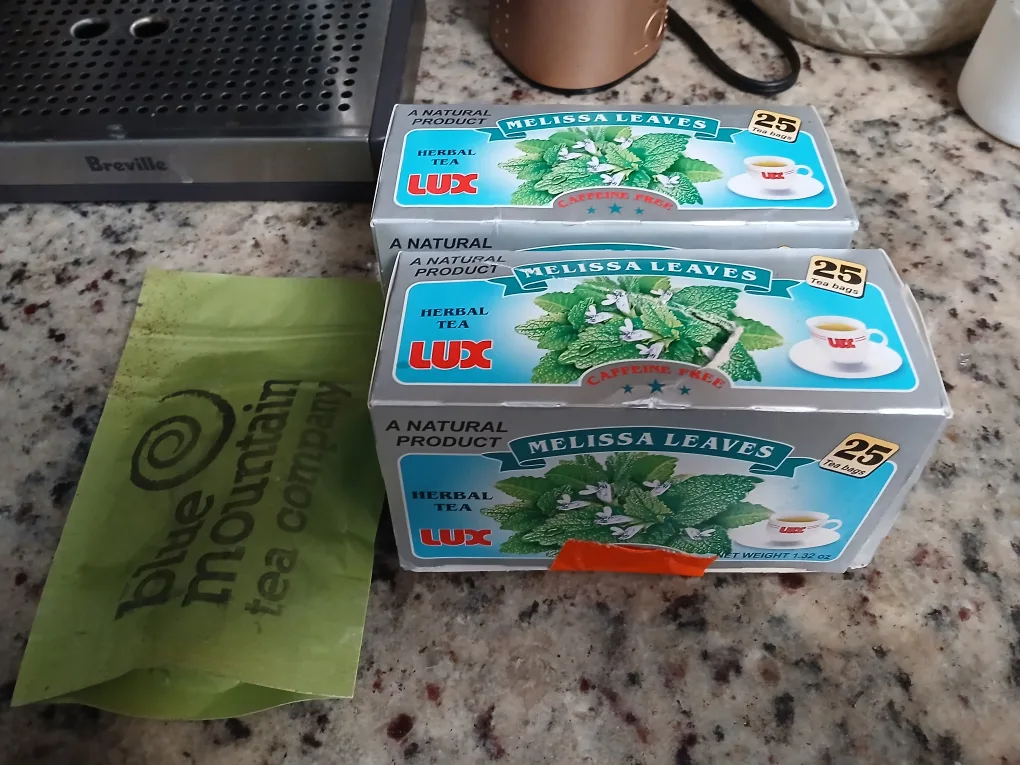 Breville
A NATURAL
PRODUCT
MELISSA LEAVES
25
Tea bags
HERBAL
TEA
LUX
LUX
CAFFEINE FREE
A NATURAL
A NATURAL
PRODUCT
MELISSA LEAVES
25
Tea bags
HERBAL
TEA
LUX
LUX
CAFFEINE FREE
A NATURAL
PRODUCT
MELISSA LEAVES
25
Tea bags
HERBAL
TEA
LUX
LUX
NET WEIGHT 1.32 oz
blue
mountain
tea company